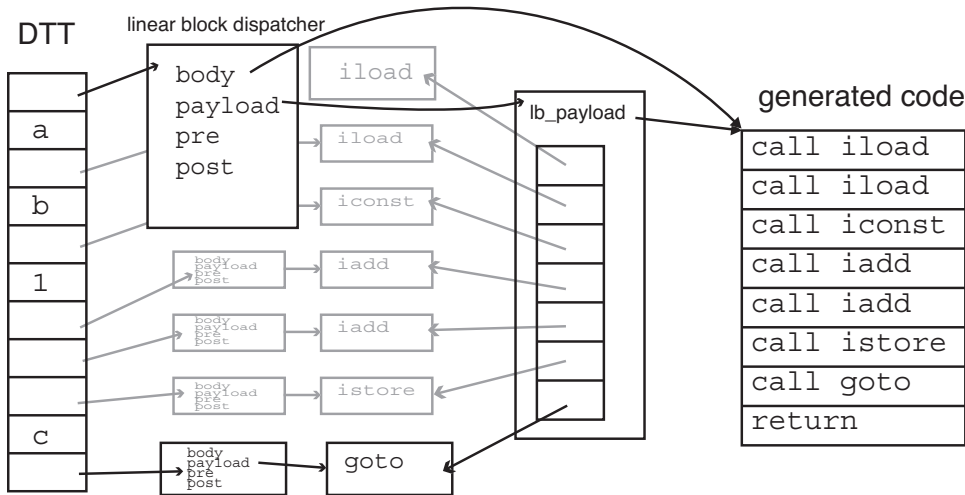 DTT
linear block dispatcher
body
payload
pre
post
iload
lb_payload
generated code
a
iload
call iload
call iload
b
iconst
call iconst
1
body
payload
pre
post
iadd
call iadd
body
payload
pre
post
iadd
call iadd
body
payload
pre
post
istore
call istore
c
body
payload
pre
post
goto
call goto
return